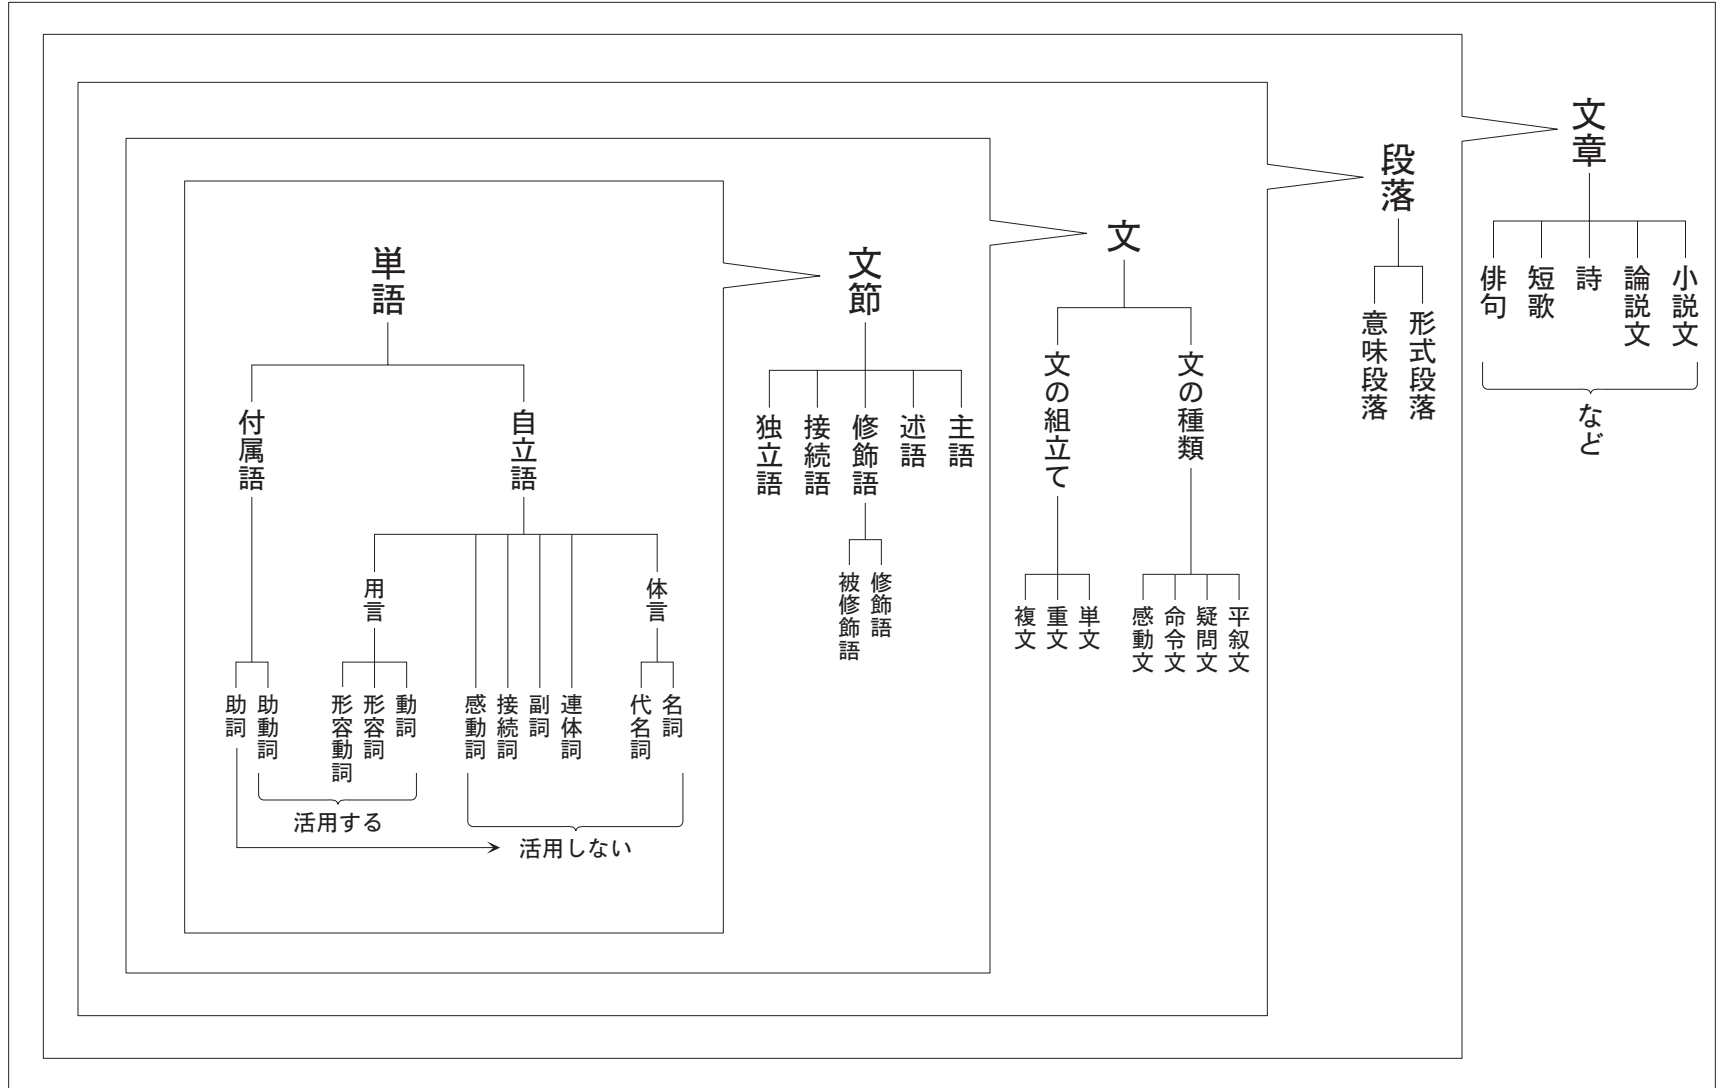 文章
小説文
論説文
詩
短歌
俳句
など
段落
形式段落
意味段落
文
文の種類
平叙文
疑問文
命令文
感動文
文の組立て
単文
重文
複文
文節
主語
述語
修飾語
修飾語
被修飾語
接続語
独立語
単語
自立語
体言
名詞
代名詞
連体詞
副詞
接続詞
感動詞
活用しない
用言
動詞
形容詞
形容動詞
付属語
助動詞
助詞
活用する